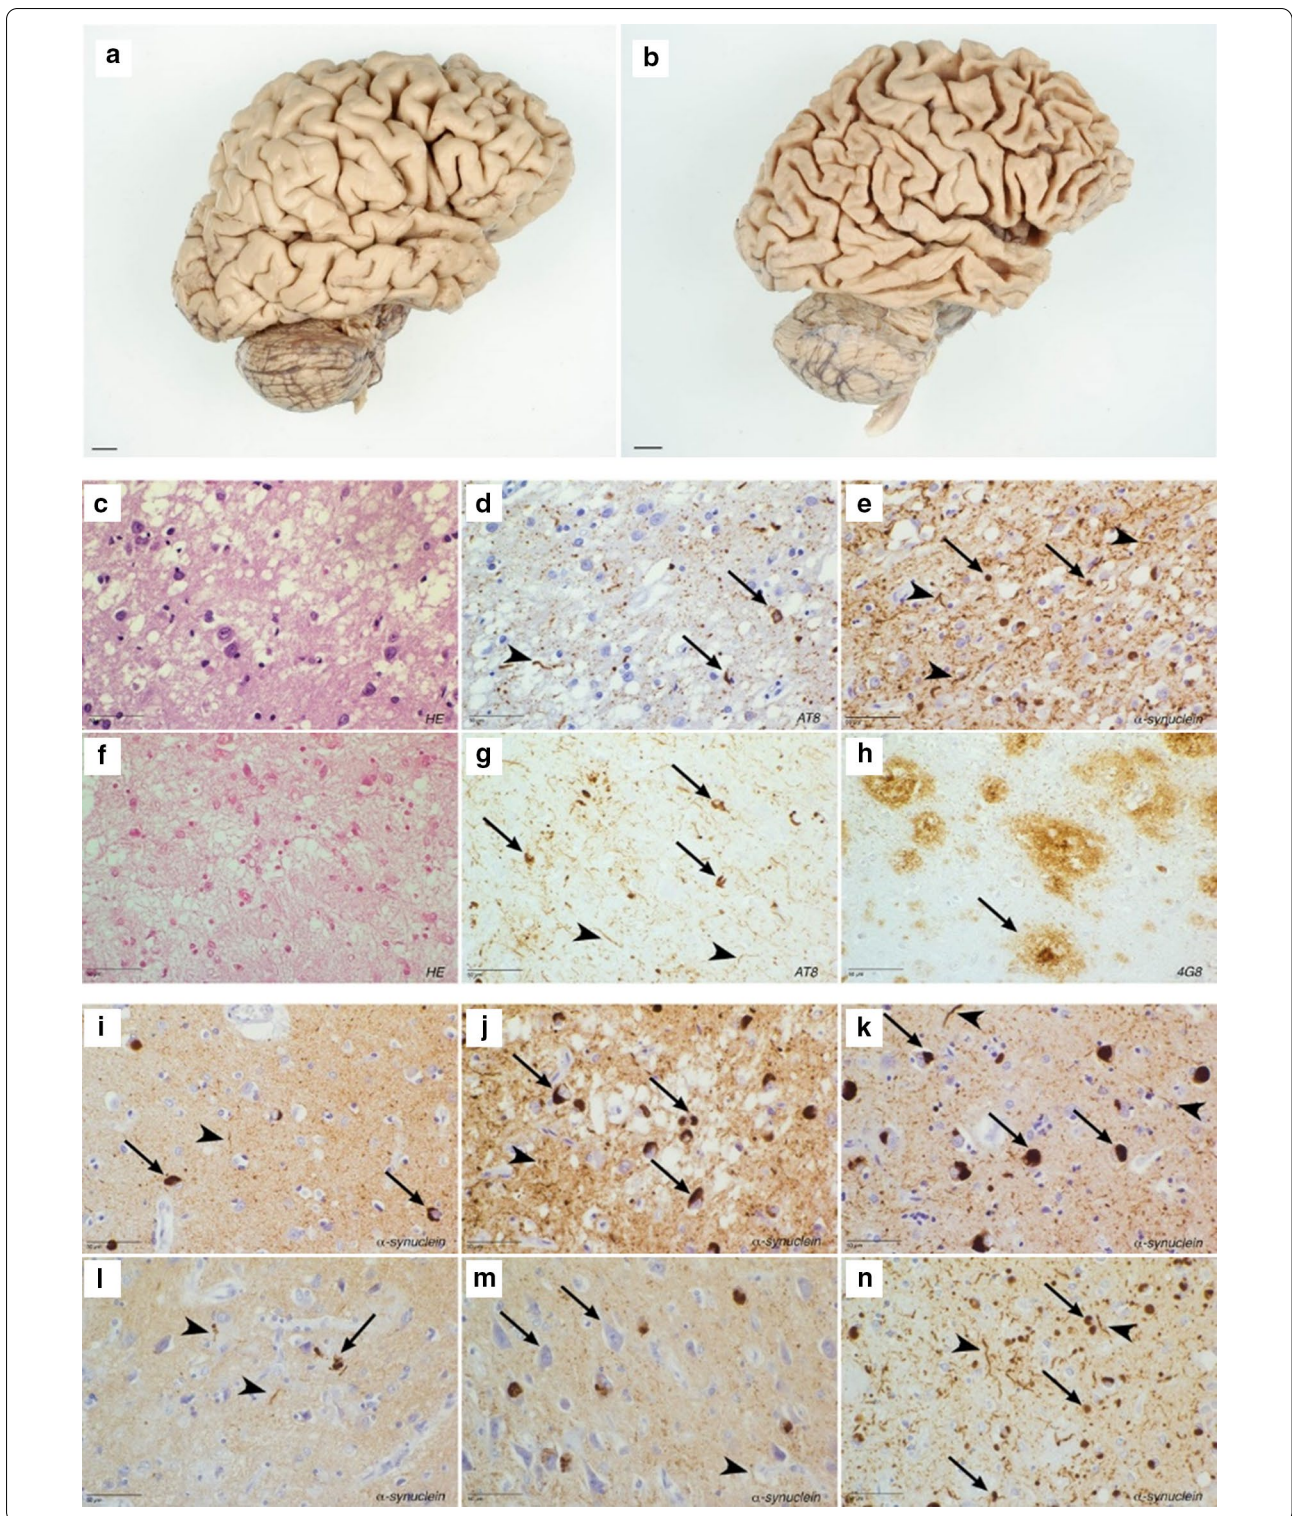 a
b
c
HE
d
AT8
e
α-synuclein
f
HE
g
AT8
h
4G8
i
α-synuclein
j
α-synuclein
k
α-synuclein
l
α-synuclein
m
α-synuclein
n
α-synuclein